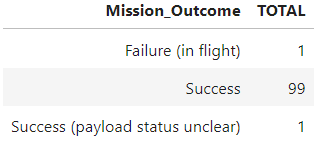 Mission_Outcome TOTAL
Failure (in flight) 1
Success 99
Success (payload status unclear) 1